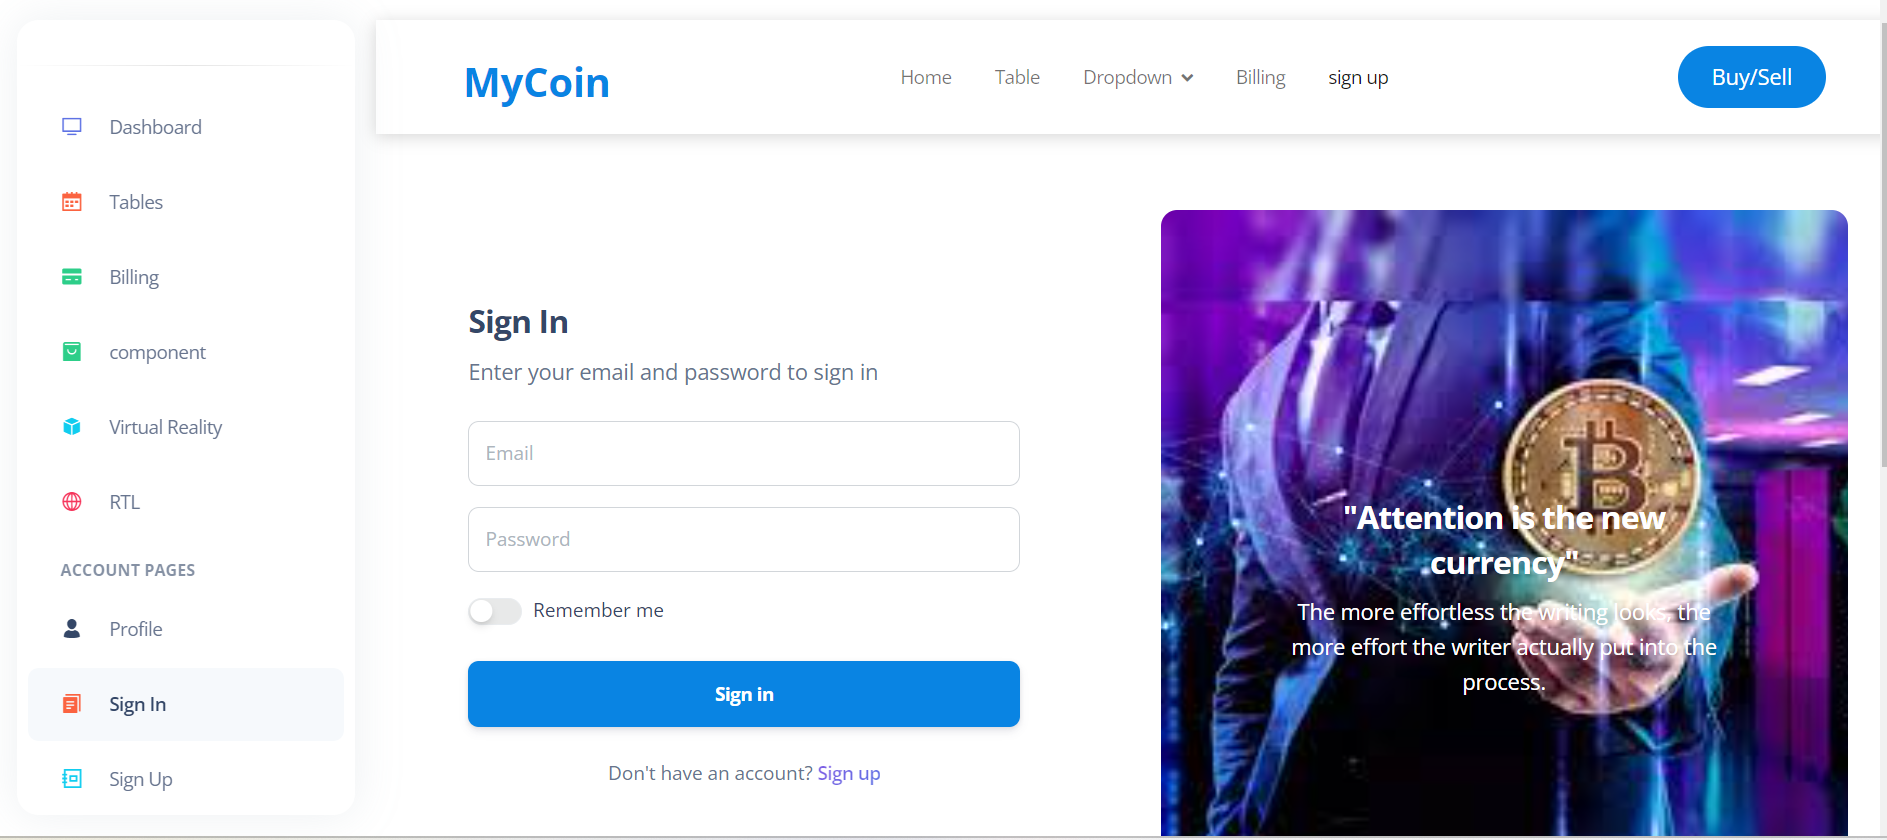 Dashboard
Tables
Billing
component
Virtual Reality
RTL
ACCOUNT PAGES
Profile
Sign In
Sign Up
MyCoin
Home
Table
Dropdown
Billing
sign up
Buy/Sell
Sign In
Enter your email and password to sign in
Email
Password
Remember me
Sign in
Don't have an account? Sign up
"Attention is the new
currency"
The more effortless the writing looks, the
more effort the writer actually put into the
process.